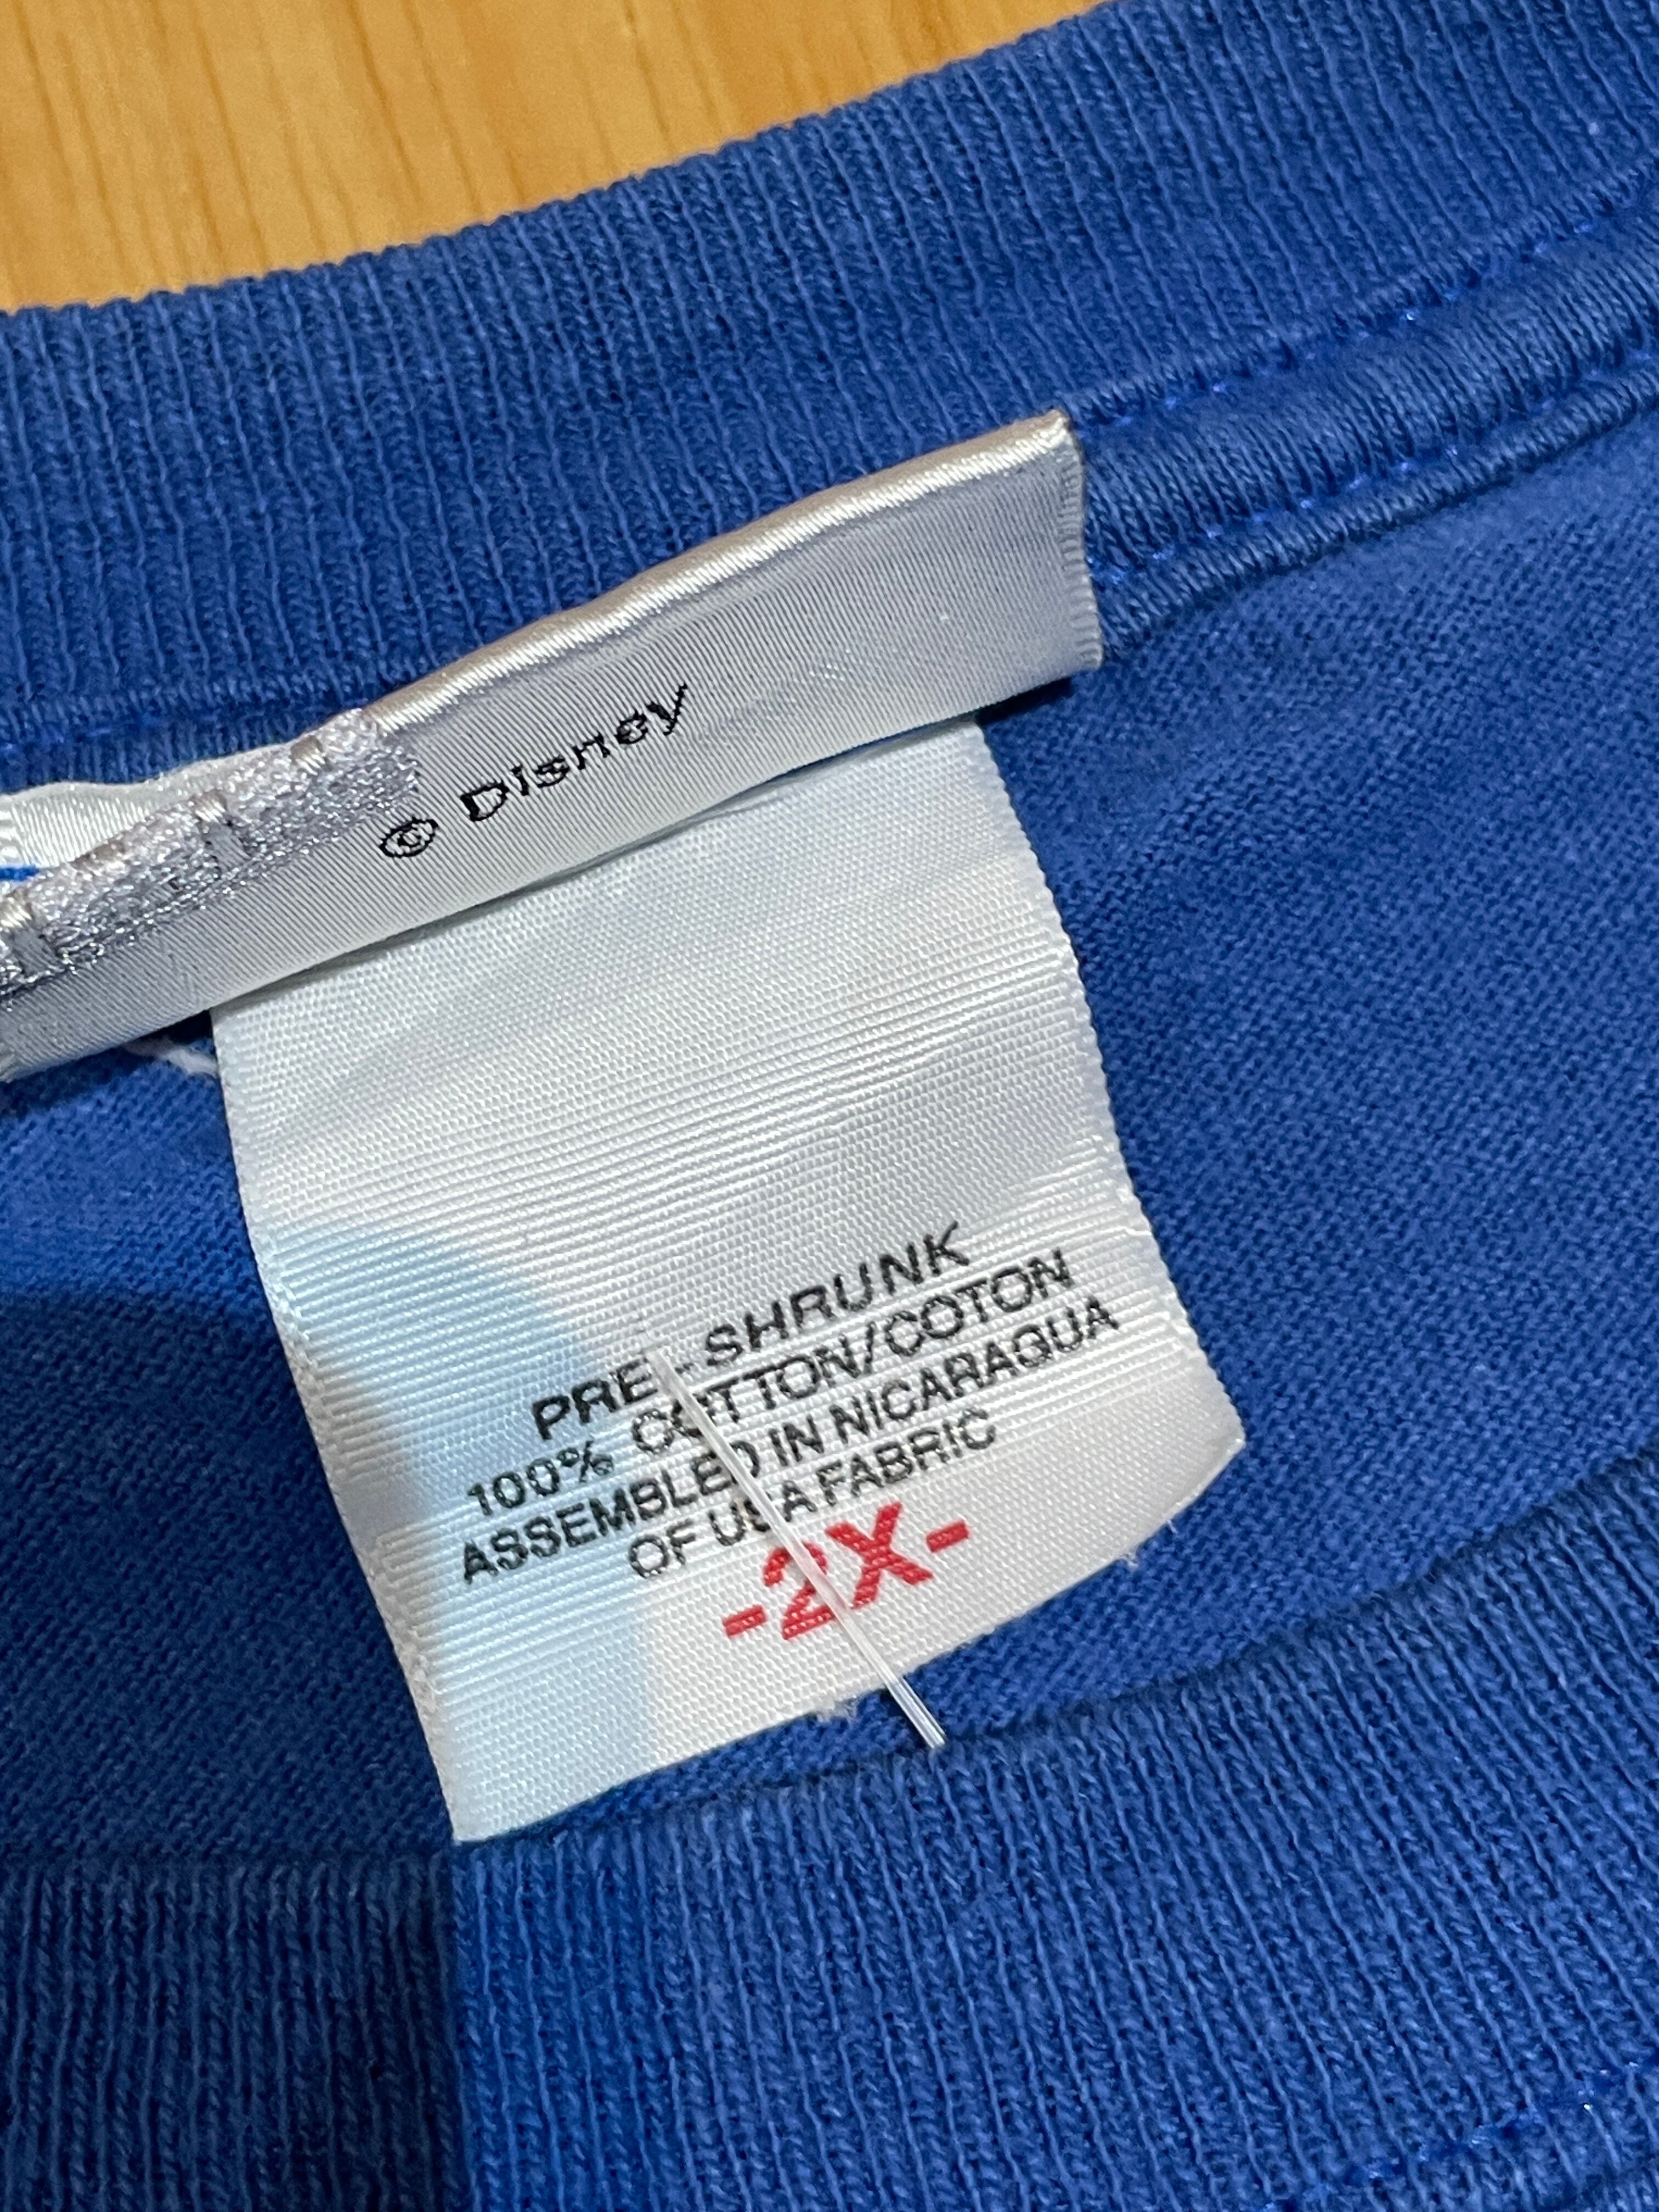 © Disney
PRE-SHRUNK
100% COTTON/COTON
ASSEMBLED IN NICARAGUA
OF USA FABRIC
-2X-